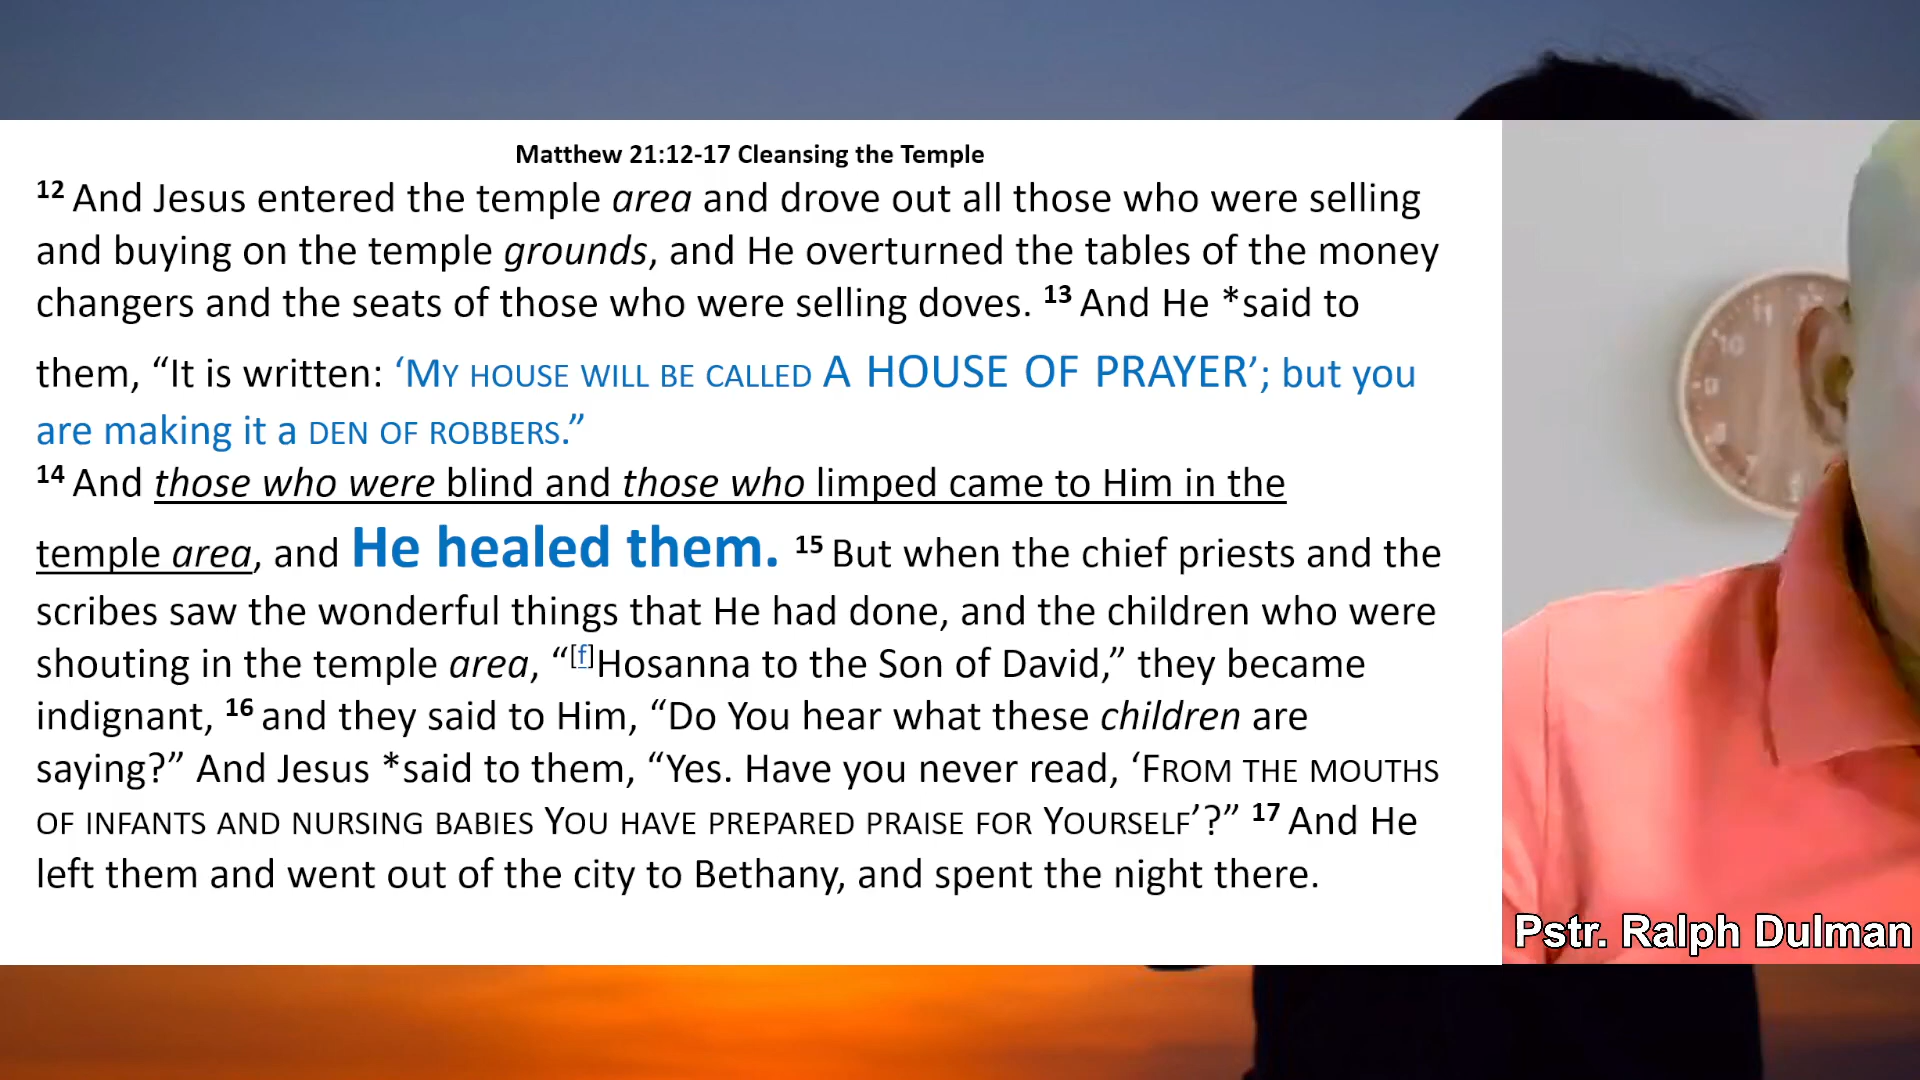 Matthew 21:12-17 Cleansing the Temple
12 And Jesus entered the temple area and drove out all those who were selling
and buying on the temple grounds, and He overturned the tables of the money
changers and the seats of those who were selling doves. 13 And He *said to
them, “It is written: ‘MY HOUSE WILL BE CALLED A HOUSE OF PRAYER’; but you
are making it a DEN OF ROBBERS.”
14 And those who were blind and those who limped came to Him in the
temple area, and He healed them. 15 But when the chief priests and the
scribes saw the wonderful things that He had done, and the children who were
shouting in the temple area, “[f]Hosanna to the Son of David,” they became
indignant, 16 and they said to Him, “Do You hear what these children are
saying?” And Jesus *said to them, “Yes. Have you never read, ‘FROM THE MOUTHS
OF INFANTS AND NURSING BABIES YOU HAVE PREPARED PRAISE FOR YOURSELF’?” 17 And He
left them and went out of the city to Bethany, and spent the night there.
Pstr. Ralph Dulman